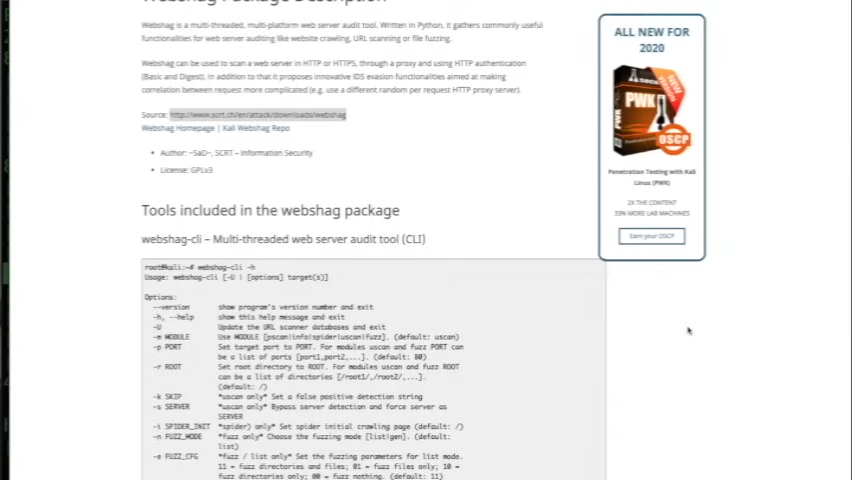 Webshag Package Description
Webshag is a multi-threaded, multi-platform web server audit tool. Written in Python, it gathers commonly useful
functionalities for web server auditing like website crawling, URL scanning or file fuzzing.
Webshag can be used to scan a web server in HTTP or HTTPS, through a proxy and using HTTP authentication
(Basic and Digest). In addition to that it proposes innovative IDS evasion functionalities aimed at making
correlation between request more complicated (e.g. use a different random per request HTTP proxy server).
Source: http://www.scrt.ch/en/attack/downloads/webshag
Webshag Homepage | Kali Webshag Repo
• Author: ~SaD~, SCRT – Information Security
• License: GPLv3
Tools included in the webshag package
webshag-cli – Multi-threaded web server audit tool (CLI)
root@kali:~# webshag-cli -h
Usage: webshag-cli [-U | [options] target(s)]
Options:
--version show program's version number and exit
-h, --help show this help message and exit
-U Update the URL scanner databases and exit
-m MODULE Use MODULE [pscan|info|spider|uscan|fuzz]. (default: uscan)
-p PORT Set target port to PORT. For modules uscan and fuzz PORT can
be a list of ports [port1,port2,...]. (default: 80)
-r ROOT Set root directory to ROOT. For modules uscan and fuzz
ROOT can be a list of directories [/root1/,/root2/,...].
(default: /)
-k SKIP *uscan only* Set a false positive detection string
-s SERVER *uscan only* Bypass server detection and force server as
SERVER
-i SPIDER_INIT *spider) only* Set spider initial crawling page (default: /)
-n FUZZ_MODE *fuzz only* Choose the fuzzing mode [list|gen]. (default:
list)
-e FUZZ_CFG *fuzz / list only* Set the fuzzing parameters for list mode.
11 = fuzz directories and files; 01 = fuzz files only; 10 =
fuzz directories only; 00 = fuzz nothing. (default: 11)
ALL NEW FOR
2020
NEW
VERSION
PWK
OSCP
Penetration Testing with Kali
Linux (PWK)
2X THE CONTENT
33% MORE LAB MACHINES
Earn your OSCP